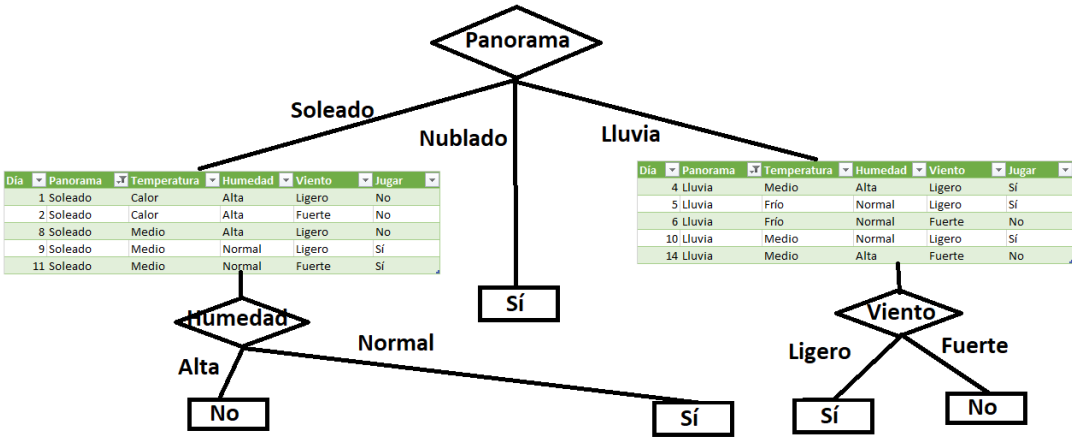 Panorama
Soleado
Nublado
Lluvia
Día Panorama Temperatura Humedad Viento Jugar
1 Soleado Calor Alta Ligero No
2 Soleado Calor Alta Fuerte No
8 Soleado Medio Alta Ligero No
9 Soleado Medio Normal Ligero Sí
11 Soleado Medio Normal Fuerte Sí
Día Panorama Temperatura Humedad Viento Jugar
4 Lluvia Medio Alta Ligero Sí
5 Lluvia Frío Normal Ligero Sí
6 Lluvia Frío Normal Fuerte No
10 Lluvia Medio Normal Ligero Sí
14 Lluvia Medio Alta Fuerte No
Sí
Humedad
Viento
Alta
Normal
Ligero
Fuerte
No
Sí
Sí
No